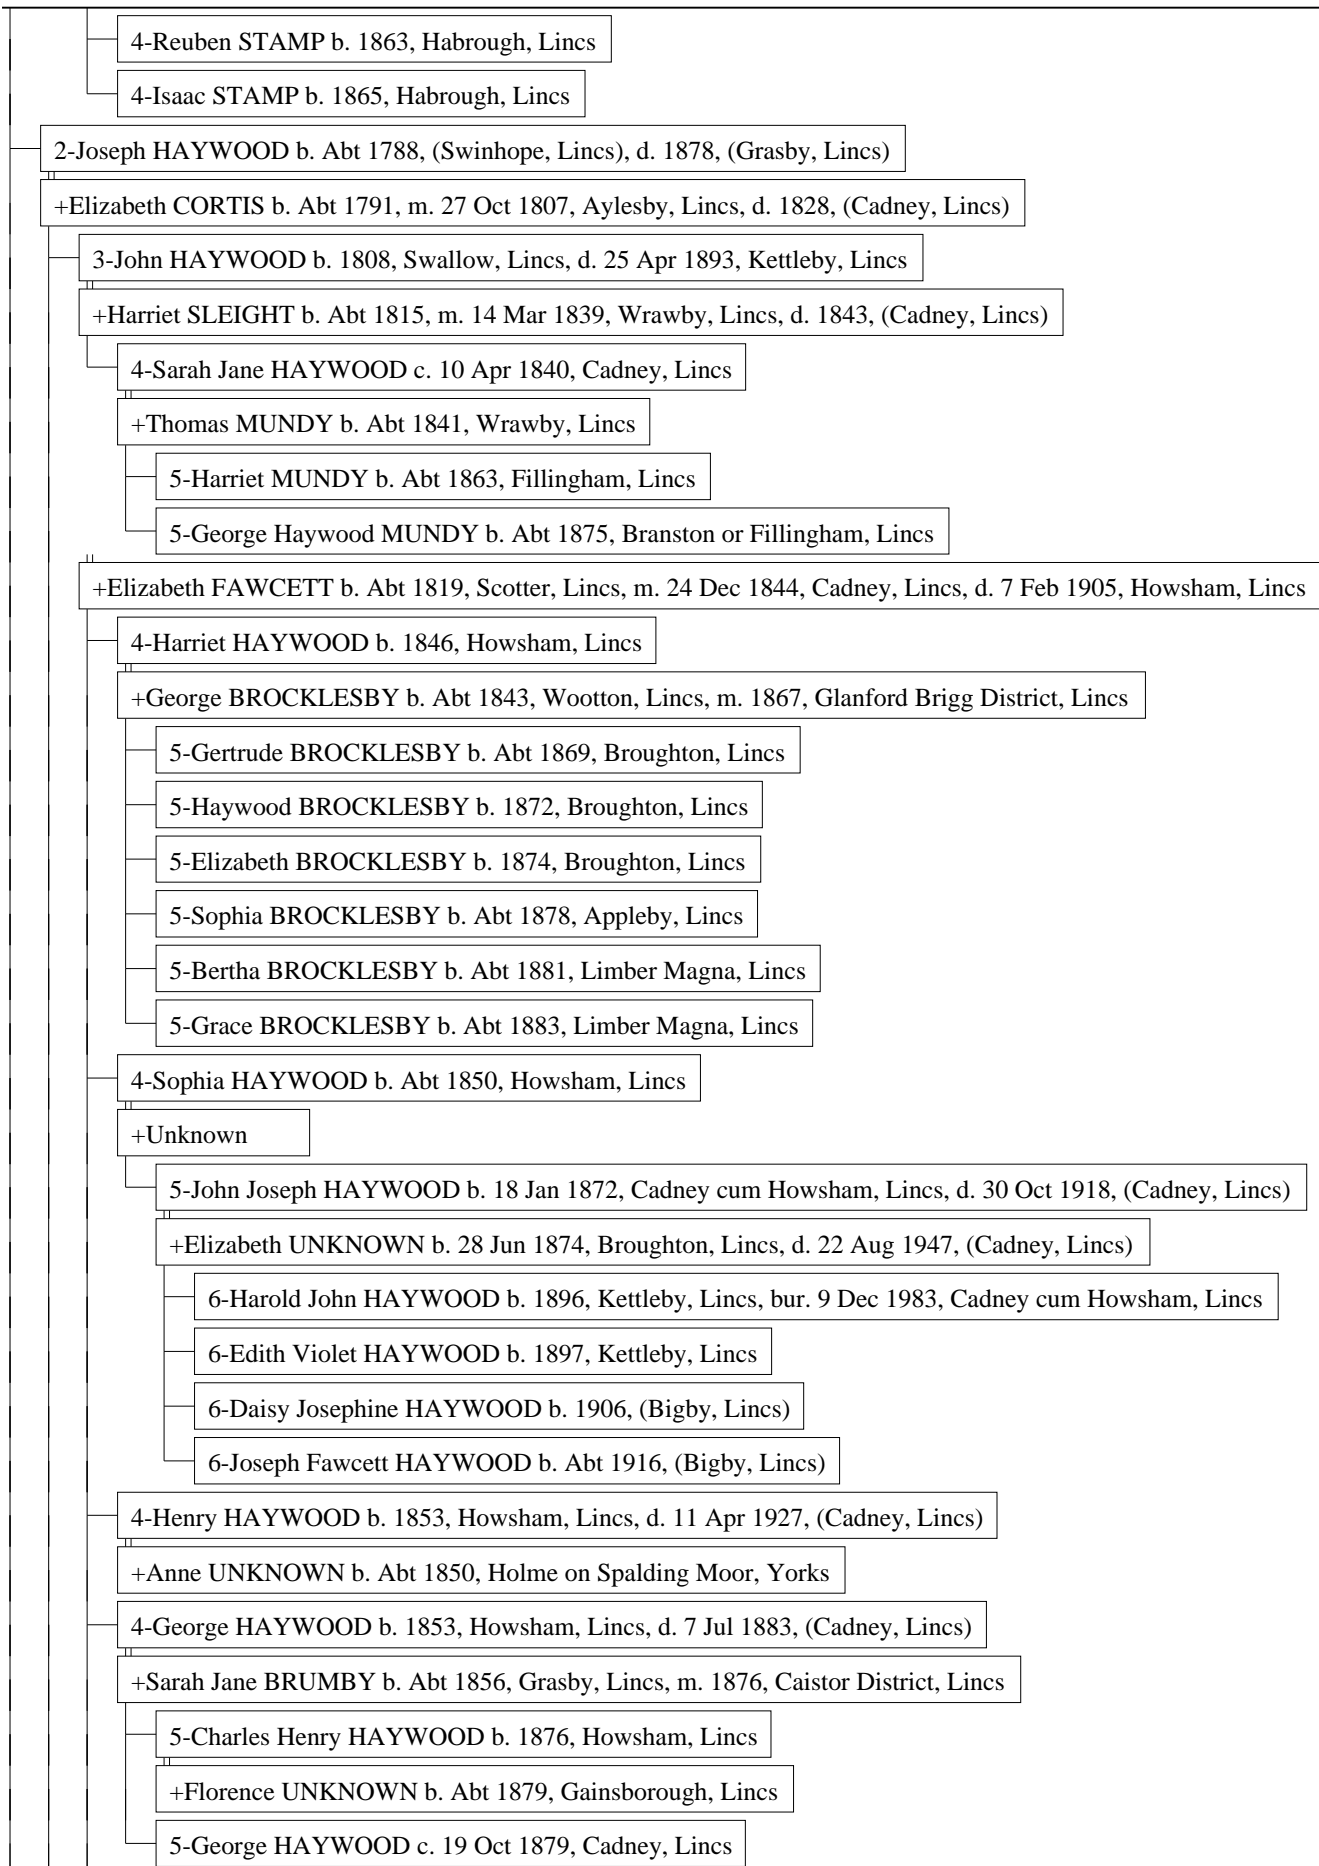 4-Reuben STAMP b. 1863, Habrough, Lincs
4-Isaac STAMP b. 1865, Habrough, Lincs
2-Joseph HAYWOOD b. Abt 1788, (Swinhope, Lincs), d. 1878, (Grasby, Lincs)
+Elizabeth CORTIS b. Abt 1791, m. 27 Oct 1807, Aylesby, Lincs, d. 1828, (Cadney, Lincs)
3-John HAYWOOD b. 1808, Swallow, Lincs, d. 25 Apr 1893, Kettleby, Lincs
+Harriet SLEIGHT b. Abt 1815, m. 14 Mar 1839, Wrawby, Lincs, d. 1843, (Cadney, Lincs)
4-Sarah Jane HAYWOOD c. 10 Apr 1840, Cadney, Lincs
+Thomas MUNDY b. Abt 1841, Wrawby, Lincs
5-Harriet MUNDY b. Abt 1863, Fillingham, Lincs
5-George Haywood MUNDY b. Abt 1875, Branston or Fillingham, Lincs
+Elizabeth FAWCETT b. Abt 1819, Scotter, Lincs, m. 24 Dec 1844, Cadney, Lincs, d. 7 Feb 1905, Howsham, Lincs
4-Harriet HAYWOOD b. 1846, Howsham, Lincs
+George BROCKLESBY b. Abt 1843, Wootton, Lincs, m. 1867, Glanford Brigg District, Lincs
5-Gertrude BROCKLESBY b. Abt 1869, Broughton, Lincs
5-Haywood BROCKLESBY b. 1872, Broughton, Lincs
5-Elizabeth BROCKLESBY b. 1874, Broughton, Lincs
5-Sophia BROCKLESBY b. Abt 1878, Appleby, Lincs
5-Bertha BROCKLESBY b. Abt 1881, Limber Magna, Lincs
5-Grace BROCKLESBY b. Abt 1883, Limber Magna, Lincs
4-Sophia HAYWOOD b. Abt 1850, Howsham, Lincs
+Unknown
5-John Joseph HAYWOOD b. 18 Jan 1872, Cadney cum Howsham, Lincs, d. 30 Oct 1918, (Cadney, Lincs)
+Elizabeth UNKNOWN b. 28 Jun 1874, Broughton, Lincs, d. 22 Aug 1947, (Cadney, Lincs)
6-Harold John HAYWOOD b. 1896, Kettleby, Lincs, bur. 9 Dec 1983, Cadney cum Howsham, Lincs
6-Edith Violet HAYWOOD b. 1897, Kettleby, Lincs
6-Daisy Josephine HAYWOOD b. 1906, (Bigby, Lincs)
6-Joseph Fawcett HAYWOOD b. Abt 1916, (Bigby, Lincs)
4-Henry HAYWOOD b. 1853, Howsham, Lincs, d. 11 Apr 1927, (Cadney, Lincs)
+Anne UNKNOWN b. Abt 1850, Holme on Spalding Moor, Yorks
4-George HAYWOOD b. 1853, Howsham, Lincs, d. 7 Jul 1883, (Cadney, Lincs)
+Sarah Jane BRUMBY b. Abt 1856, Grasby, Lincs, m. 1876, Caistor District, Lincs
5-Charles Henry HAYWOOD b. 1876, Howsham, Lincs
+Florence UNKNOWN b. Abt 1879, Gainsborough, Lincs
5-George HAYWOOD c. 19 Oct 1879, Cadney, Lincs